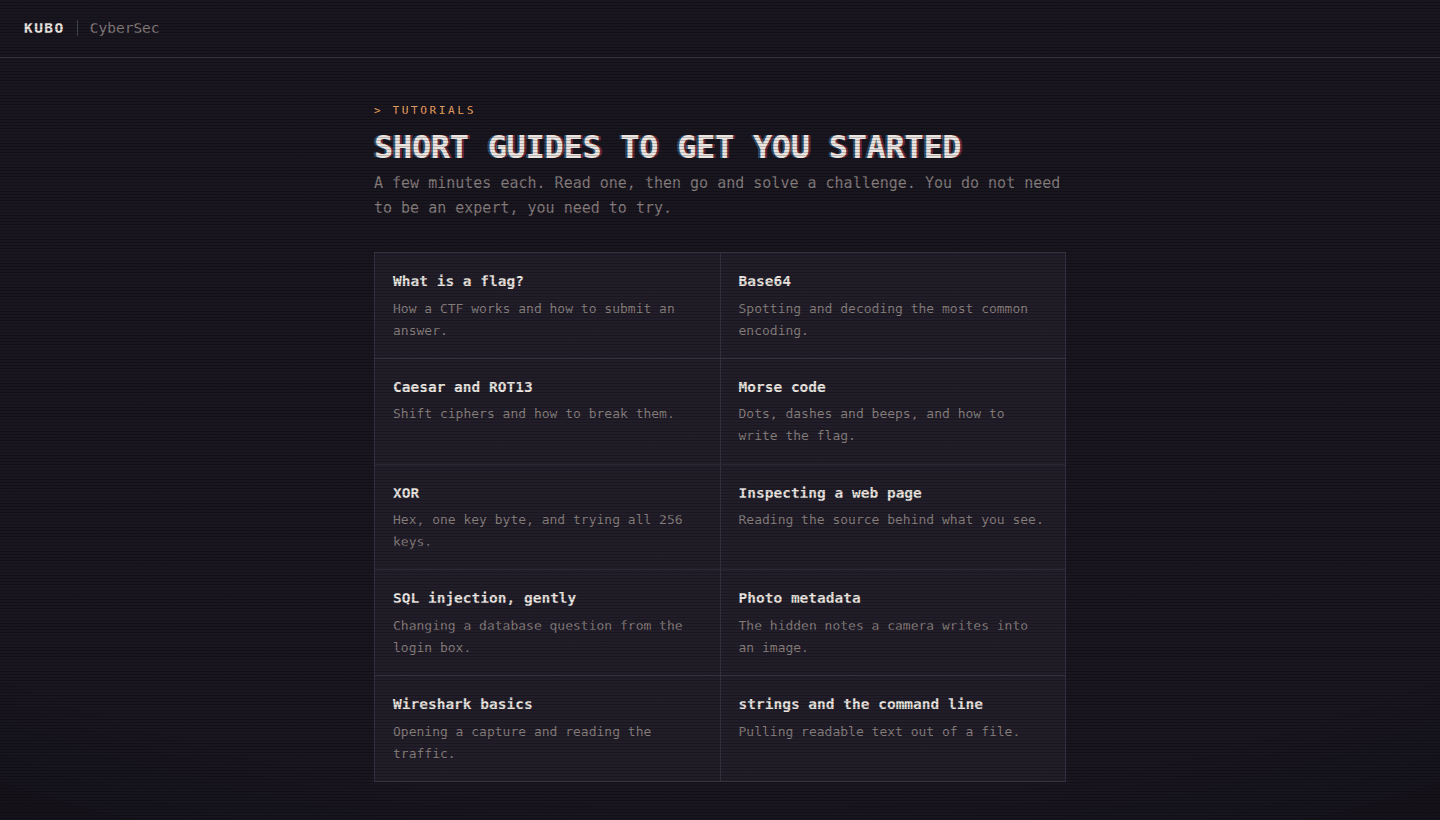 KUBO CyberSec
> TUTORIALS
SHORT GUIDES TO GET YOU STARTED
A few minutes each. Read one, then go and solve a challenge. You do not need
to be an expert, you need to try.
What is a flag?
How a CTF works and how to submit an
answer.
Base64
Spotting and decoding the most common
encoding.
Caesar and ROT13
Shift ciphers and how to break them.
Morse code
Dots, dashes and beeps, and how to
write the flag.
XOR
Hex, one key byte, and trying all 256
keys.
Inspecting a web page
Reading the source behind what you see.
SQL injection, gently
Changing a database question from the
login box.
Photo metadata
The hidden notes a camera writes into
an image.
Wireshark basics
Opening a capture and reading the
traffic.
strings and the command line
Pulling readable text out of a file.